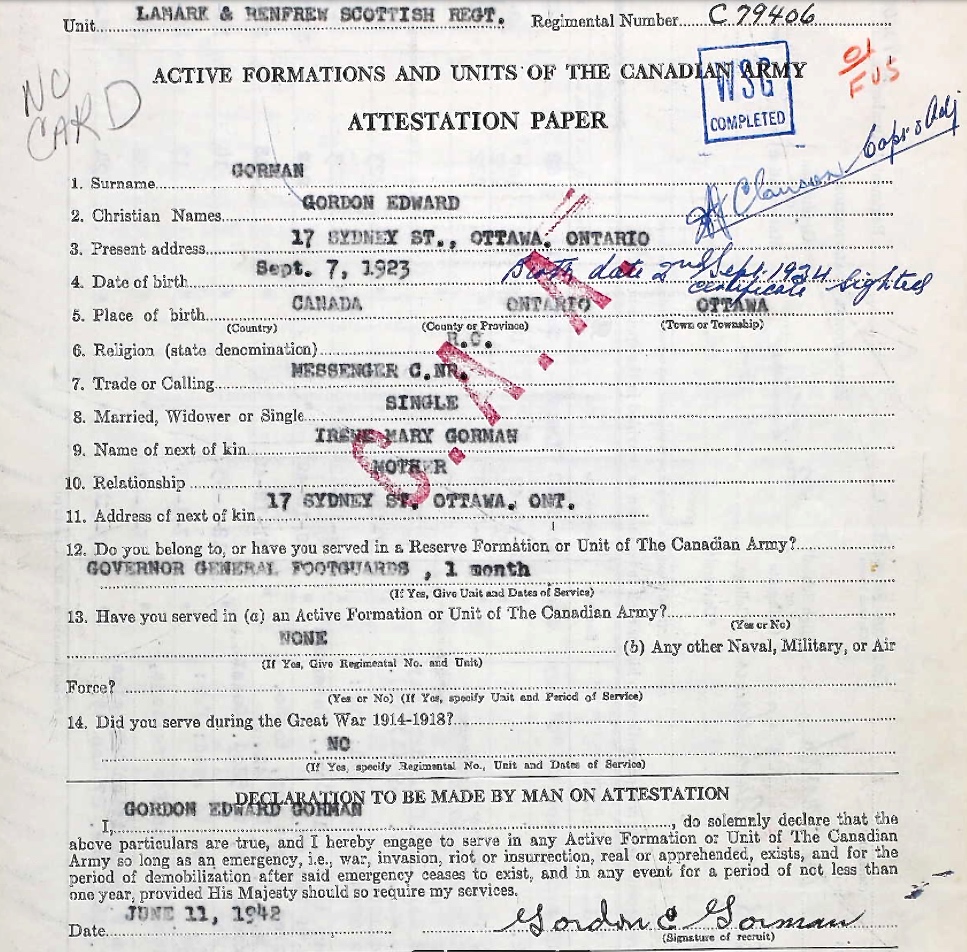 Unit LANARK & RENFREW SCOTTISH REGT. Regimental Number C 79406
ACTIVE FORMATIONS AND UNITS OF THE CANADIAN ARMY
NO CARD
WSG COMPLETED
ATTESTATION PAPER
1. Surname GORMAN
2. Christian Names GORDON EDWARD
3. Present address 17 SYDNEY ST., OTTAWA. ONTARIO
4. Date of birth Sept. 7, 1923 Birth date 2nd Sept. 1924 certificate sighted
Capt & Adj
5. Place of birth CANADA ONTARIO OTTAWA
(Country) (County or Province) (Town or Township)
6. Religion (state denomination) R.C.
7. Trade or Calling MESSENGER C.NR.
8. Married, Widower or Single SINGLE
9. Name of next of kin IRENE MARY GORMAN
10. Relationship MOTHER
11. Address of next of kin 17 SYDNEY ST. OTTAWA, ONT.
C.A.A.
12. Do you belong to, or have you served in a Reserve Formation or Unit of The Canadian Army?
GOVERNOR GENERAL FOOTGUARDS , 1 month
(If Yes, Give Unit and Dates of Service)
13. Have you served in (a) an Active Formation or Unit of The Canadian Army?
(Yes or No)
NONE (b) Any other Naval, Military, or Air
(If Yes, Give Regimental No. and Unit)
Force?
(Yes or No) (If Yes, specify Unit and Period of Service)
14. Did you serve during the Great War 1914-1918?
NO
(If Yes, specify Regimental No., Unit and Dates of Service)
DECLARATION TO BE MADE BY MAN ON ATTESTATION
I, GORDON EDWARD GORMAN, do solemnly declare that the
above particulars are true, and I hereby engage to serve in any Active Formation or Unit of The Canadian
Army so long as an emergency, i.e., war, invasion, riot or insurrection, real or apprehended, exists, and for the
period of demobilization after said emergency ceases to exist, and in any event for a period of not less than
one year, provided His Majesty should so require my services.
Date JUNE 11, 1942 Gordon E Gorman
(Signature of recruit)